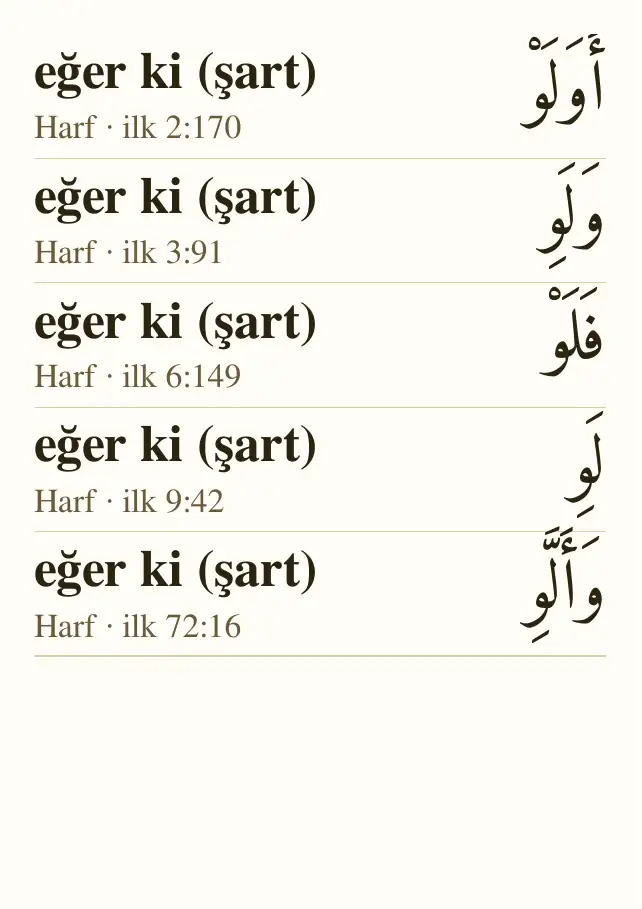 eğer ki (şart) أَوَلَوْ
Harf · ilk 2:170
eğer ki (şart) وَلَوِ
Harf · ilk 3:91
eğer ki (şart) فَلَوْ
Harf · ilk 6:149
eğer ki (şart) لَوِ
Harf · ilk 9:42
eğer ki (şart) وَأَلَّوِ
Harf · ilk 72:16